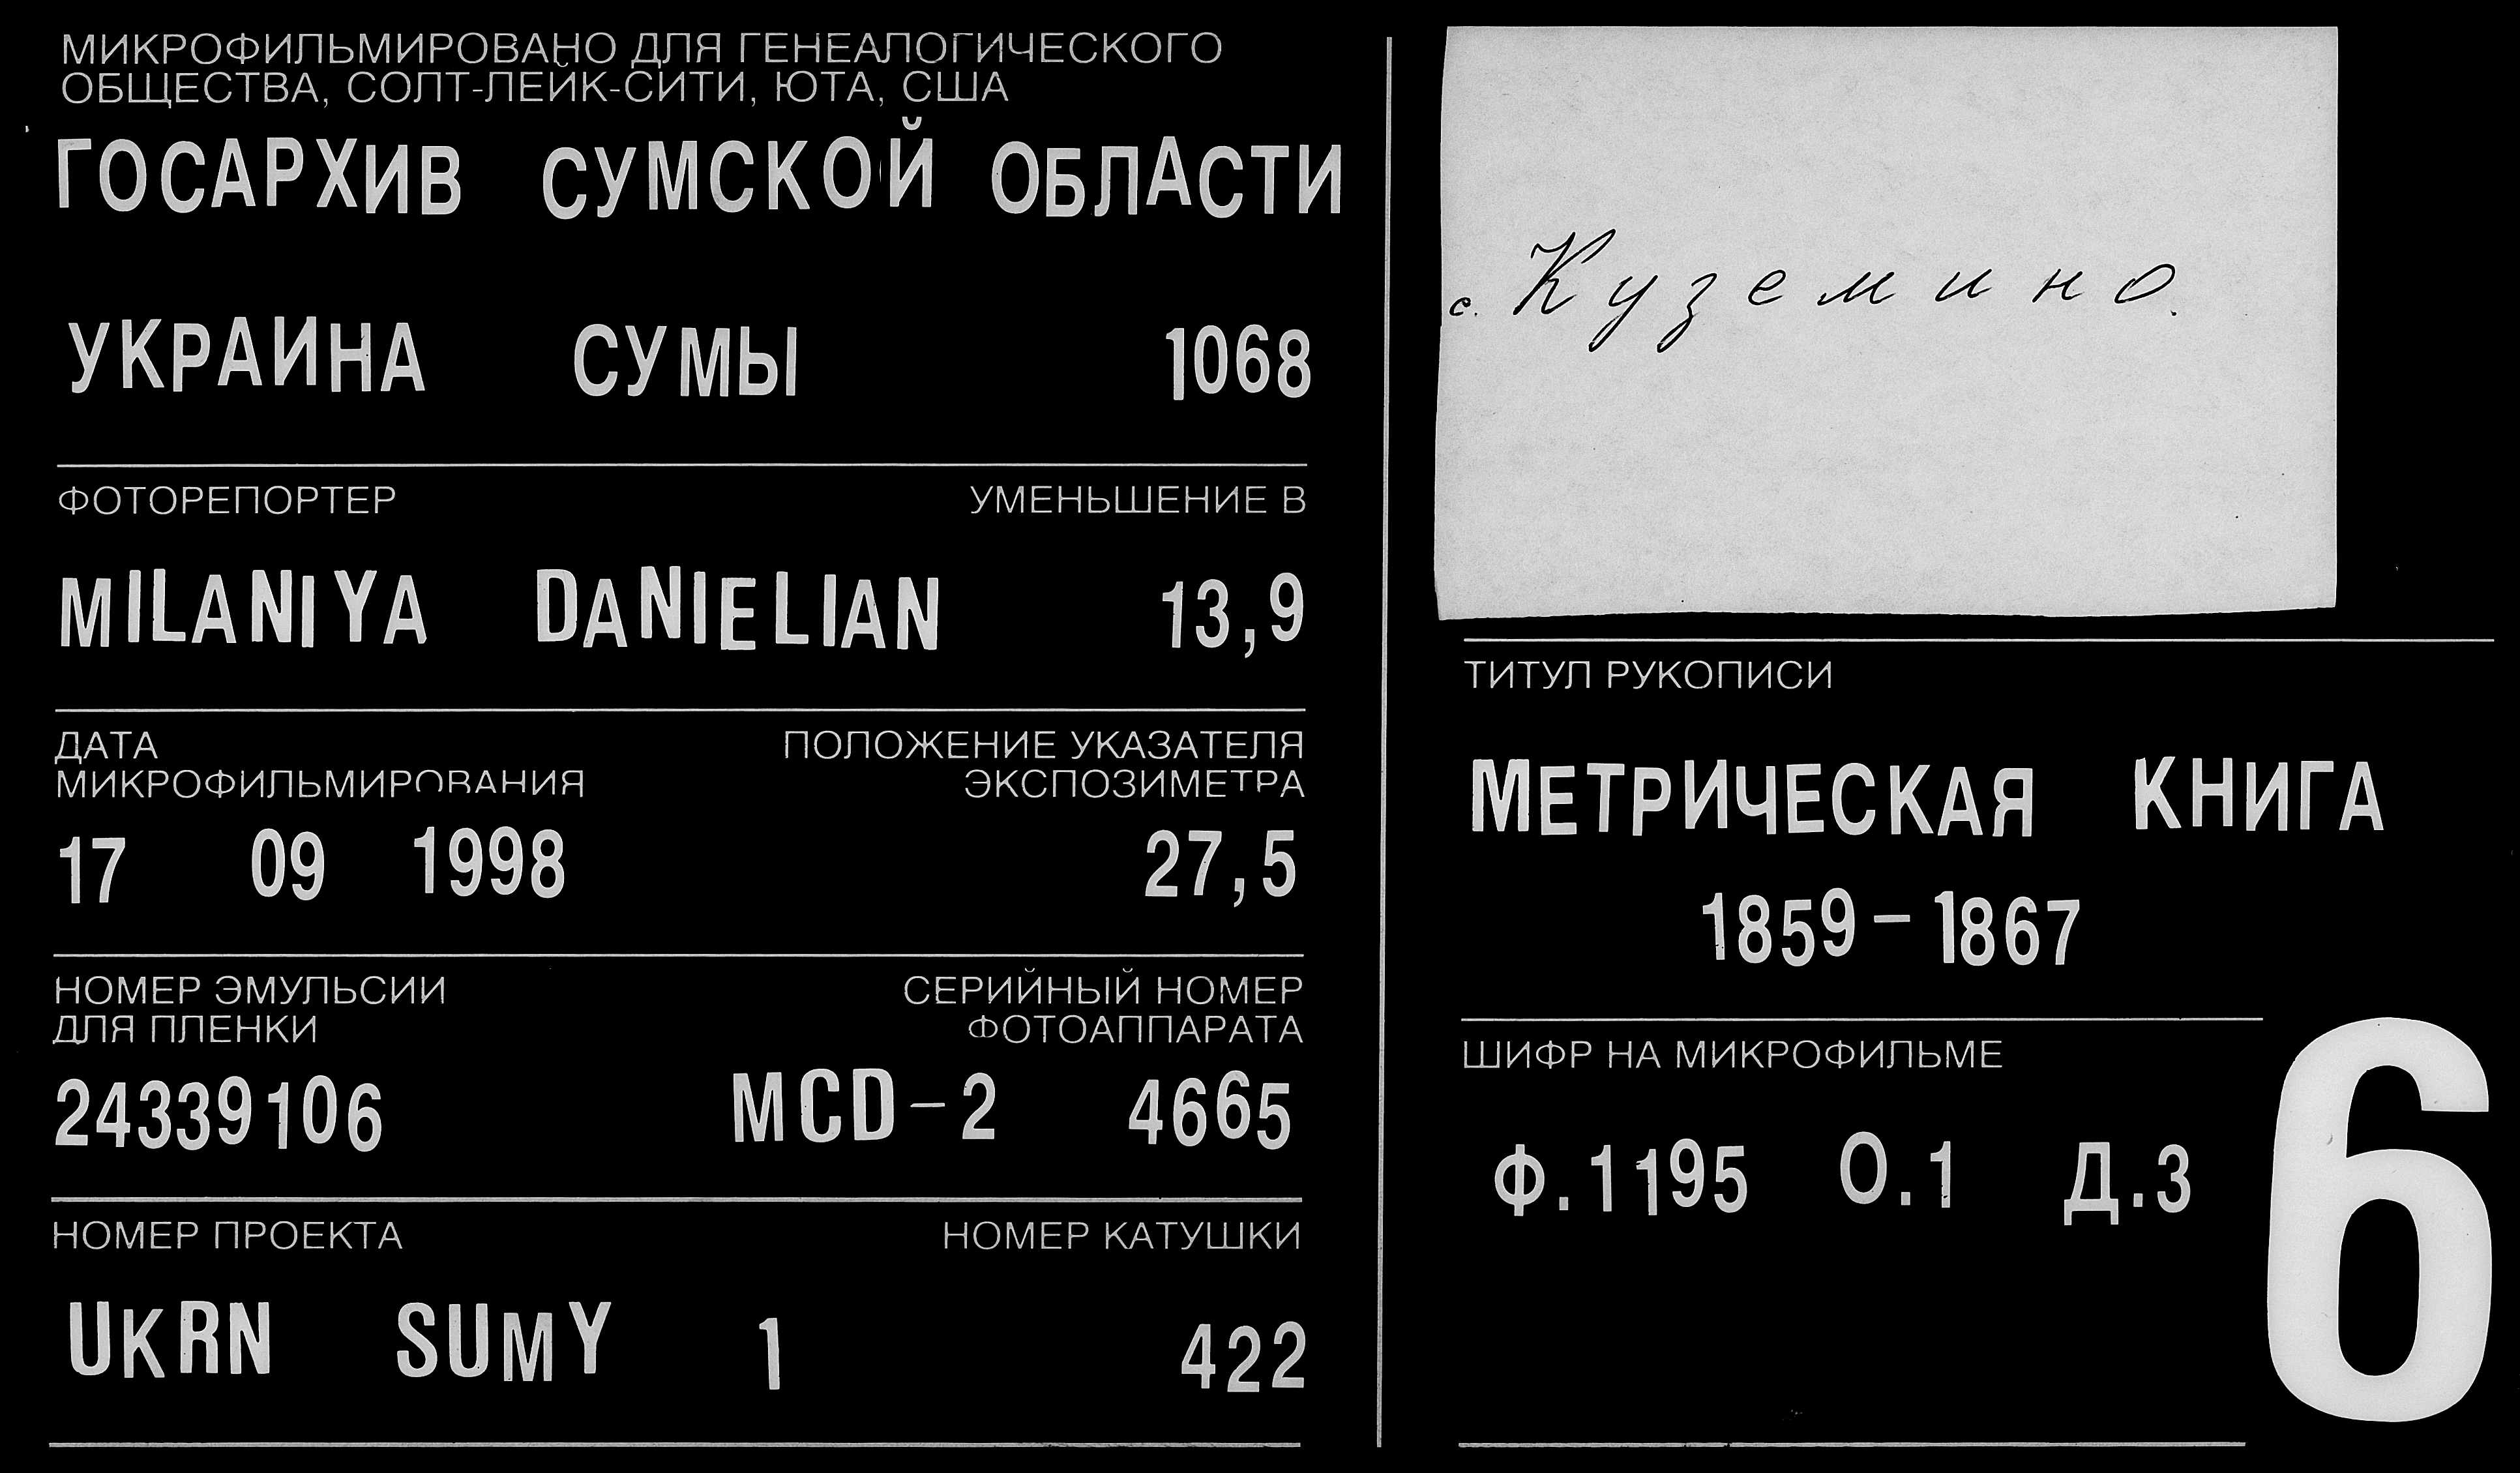 МИКРОФИЛЬМИРОВАНО ДЛЯ ГЕНЕАЛОГИЧЕСКОГО
ОБЩЕСТВА, СОЛТ-ЛЕЙК-СИТИ, ЮТА, США
ГОСАРХИВ СУМСКОЙ ОБЛАСТИ
УКРАИНА СУМЫ 1068
ФОТОРЕПОРТЕР УМЕНЬШЕНИЕ В
MILANIYA DANIELIAN 13,9
ДАТА ПОЛОЖЕНИЕ УКАЗАТЕЛЯ
МИКРОФИЛЬМИРОВАНИЯ ЭКСПОЗИМЕТРА
17 09 1998 27,5
НОМЕР ЭМУЛЬСИИ СЕРИЙНЫЙ НОМЕР
ДЛЯ ПЛЕНКИ ФОТОАППАРАТА
24339106 MCD-2 4665
НОМЕР ПРОЕКТА НОМЕР КАТУШКИ
UKRN SUMY 1 422
с. Куземино.
ТИТУЛ РУКОПИСИ
МЕТРИЧЕСКАЯ КНИГА
1859-1867
ШИФР НА МИКРОФИЛЬМЕ
Ф.1195 О.1 Д.3
6